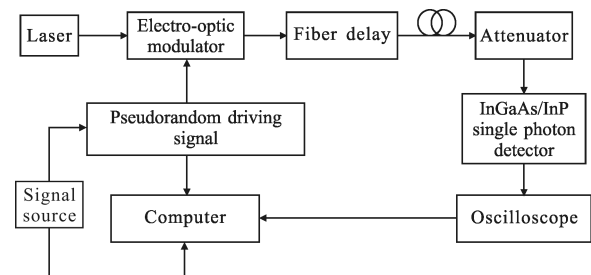 Laser
Electro-optic
modulator
Fiber delay
Attenuator
Pseudorandom driving
signal
InGaAs/InP
single photon
detector
Signal
source
Computer
Oscilloscope